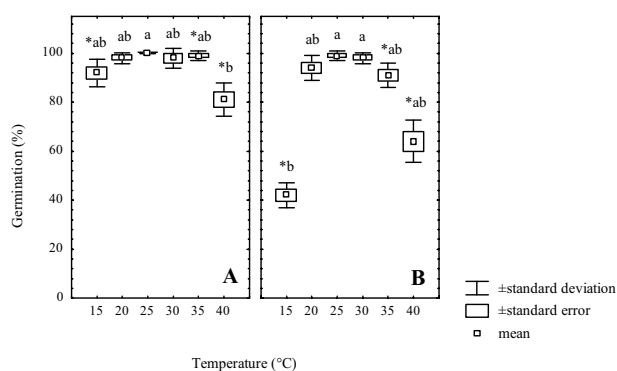 *ab ab a ab *ab *b
ab a a *ab *ab *b
Germination (%)
100
80
60
40
20
0
A
B
15 20 25 30 35 40
15 20 25 30 35 40
Temperature (°C)
±standard deviation
±standard error
mean